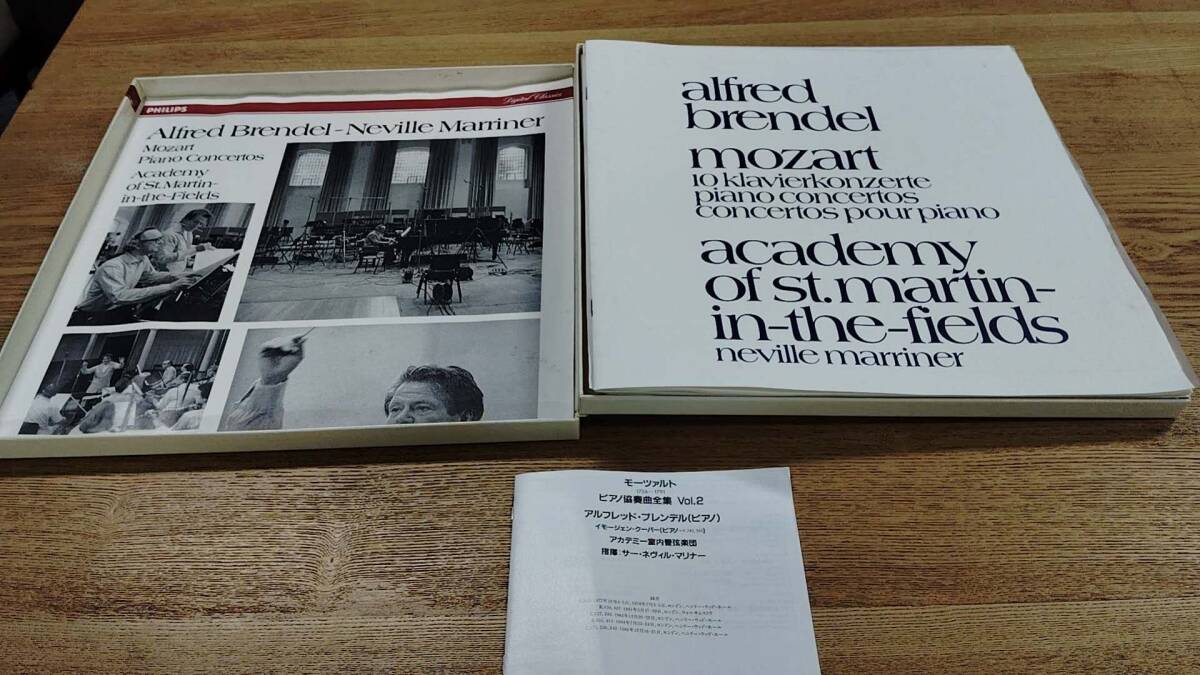 PHILIPS
Digital Classics
Alfred Brendel-Neville Marriner
Mozart
Piano Concertos
Academy
of St. Martin-
in-the-Fields
alfred
brendel
mozart
10 klavierkonzerte
piano concertos
concertos pour piano
academy
of st.martin-
in-the-fields
neville marriner
モーツァルト
1756-1791
ピアノ協奏曲全集 Vol.2
アルフレッド・ブレンデル(ピアノ)
イモージェン・クーパー(ピアノ
アカデミー室内管弦楽団
指揮:サー・ネヴィル・マリナー
録音